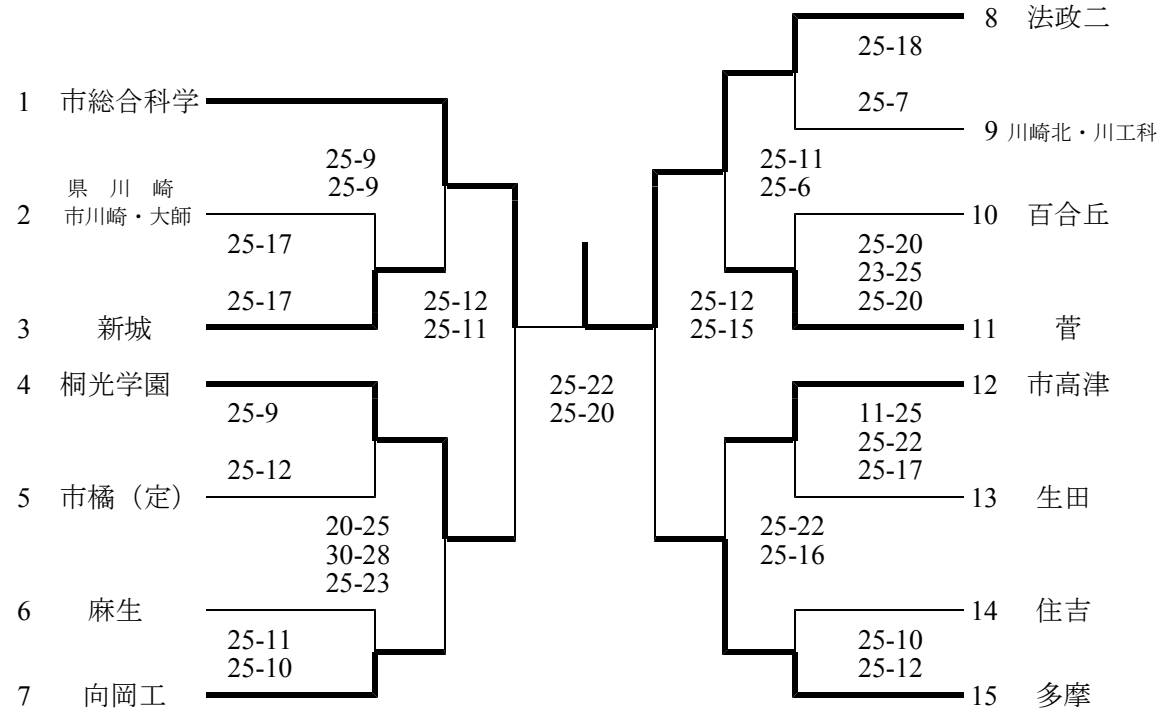 1 市総合科学
25-9
25-9
県 川 崎
2 市川崎・大師
25-17
25-17
3 新城
25-12
25-11
4 桐光学園
25-9
25-12
5 市橘（定）
20-25
30-28
25-23
6 麻生
25-11
25-10
7 向岡工
25-22
25-20
8 法政二
25-18
25-7
9 川崎北・川工科
25-11
25-6
10 百合丘
25-20
23-25
25-20
11 菅
25-12
25-15
12 市高津
11-25
25-22
25-17
13 生田
25-22
25-16
14 住吉
25-10
25-12
15 多摩